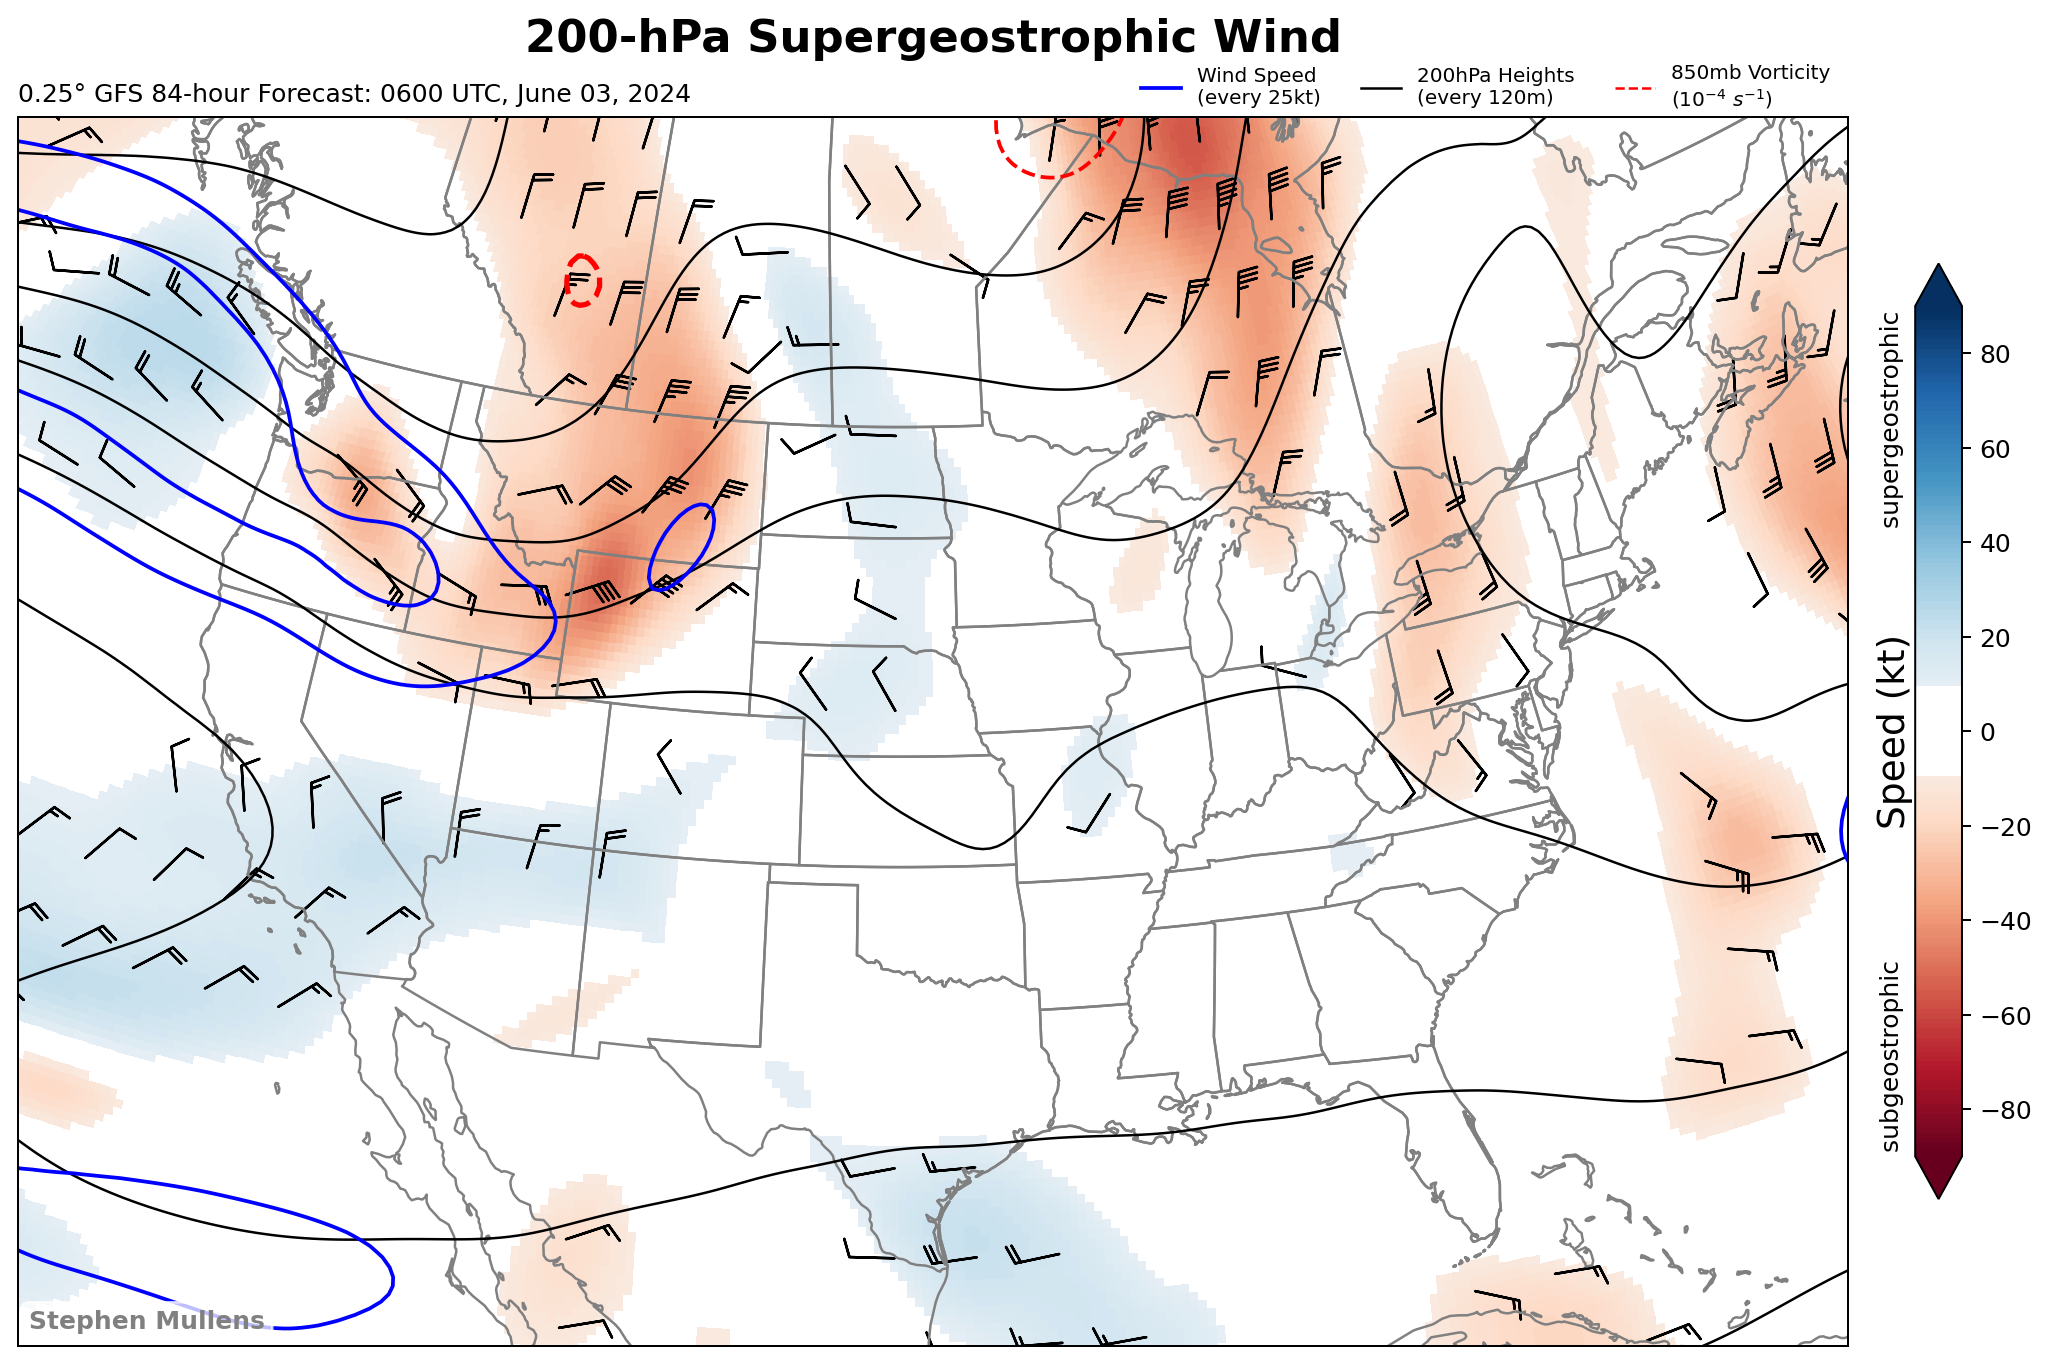 200-hPa Supergeostrophic Wind
0.25° GFS 84-hour Forecast: 0600 UTC, June 03, 2024
Wind Speed
(every 25kt)
200hPa Heights
(every 120m)
850mb Vorticity
(10⁻⁴ s⁻¹)
supergeostrophic
Speed (kt)
subgeostrophic
80
60
40
20
0
−20
−40
−60
−80
Stephen Mullens